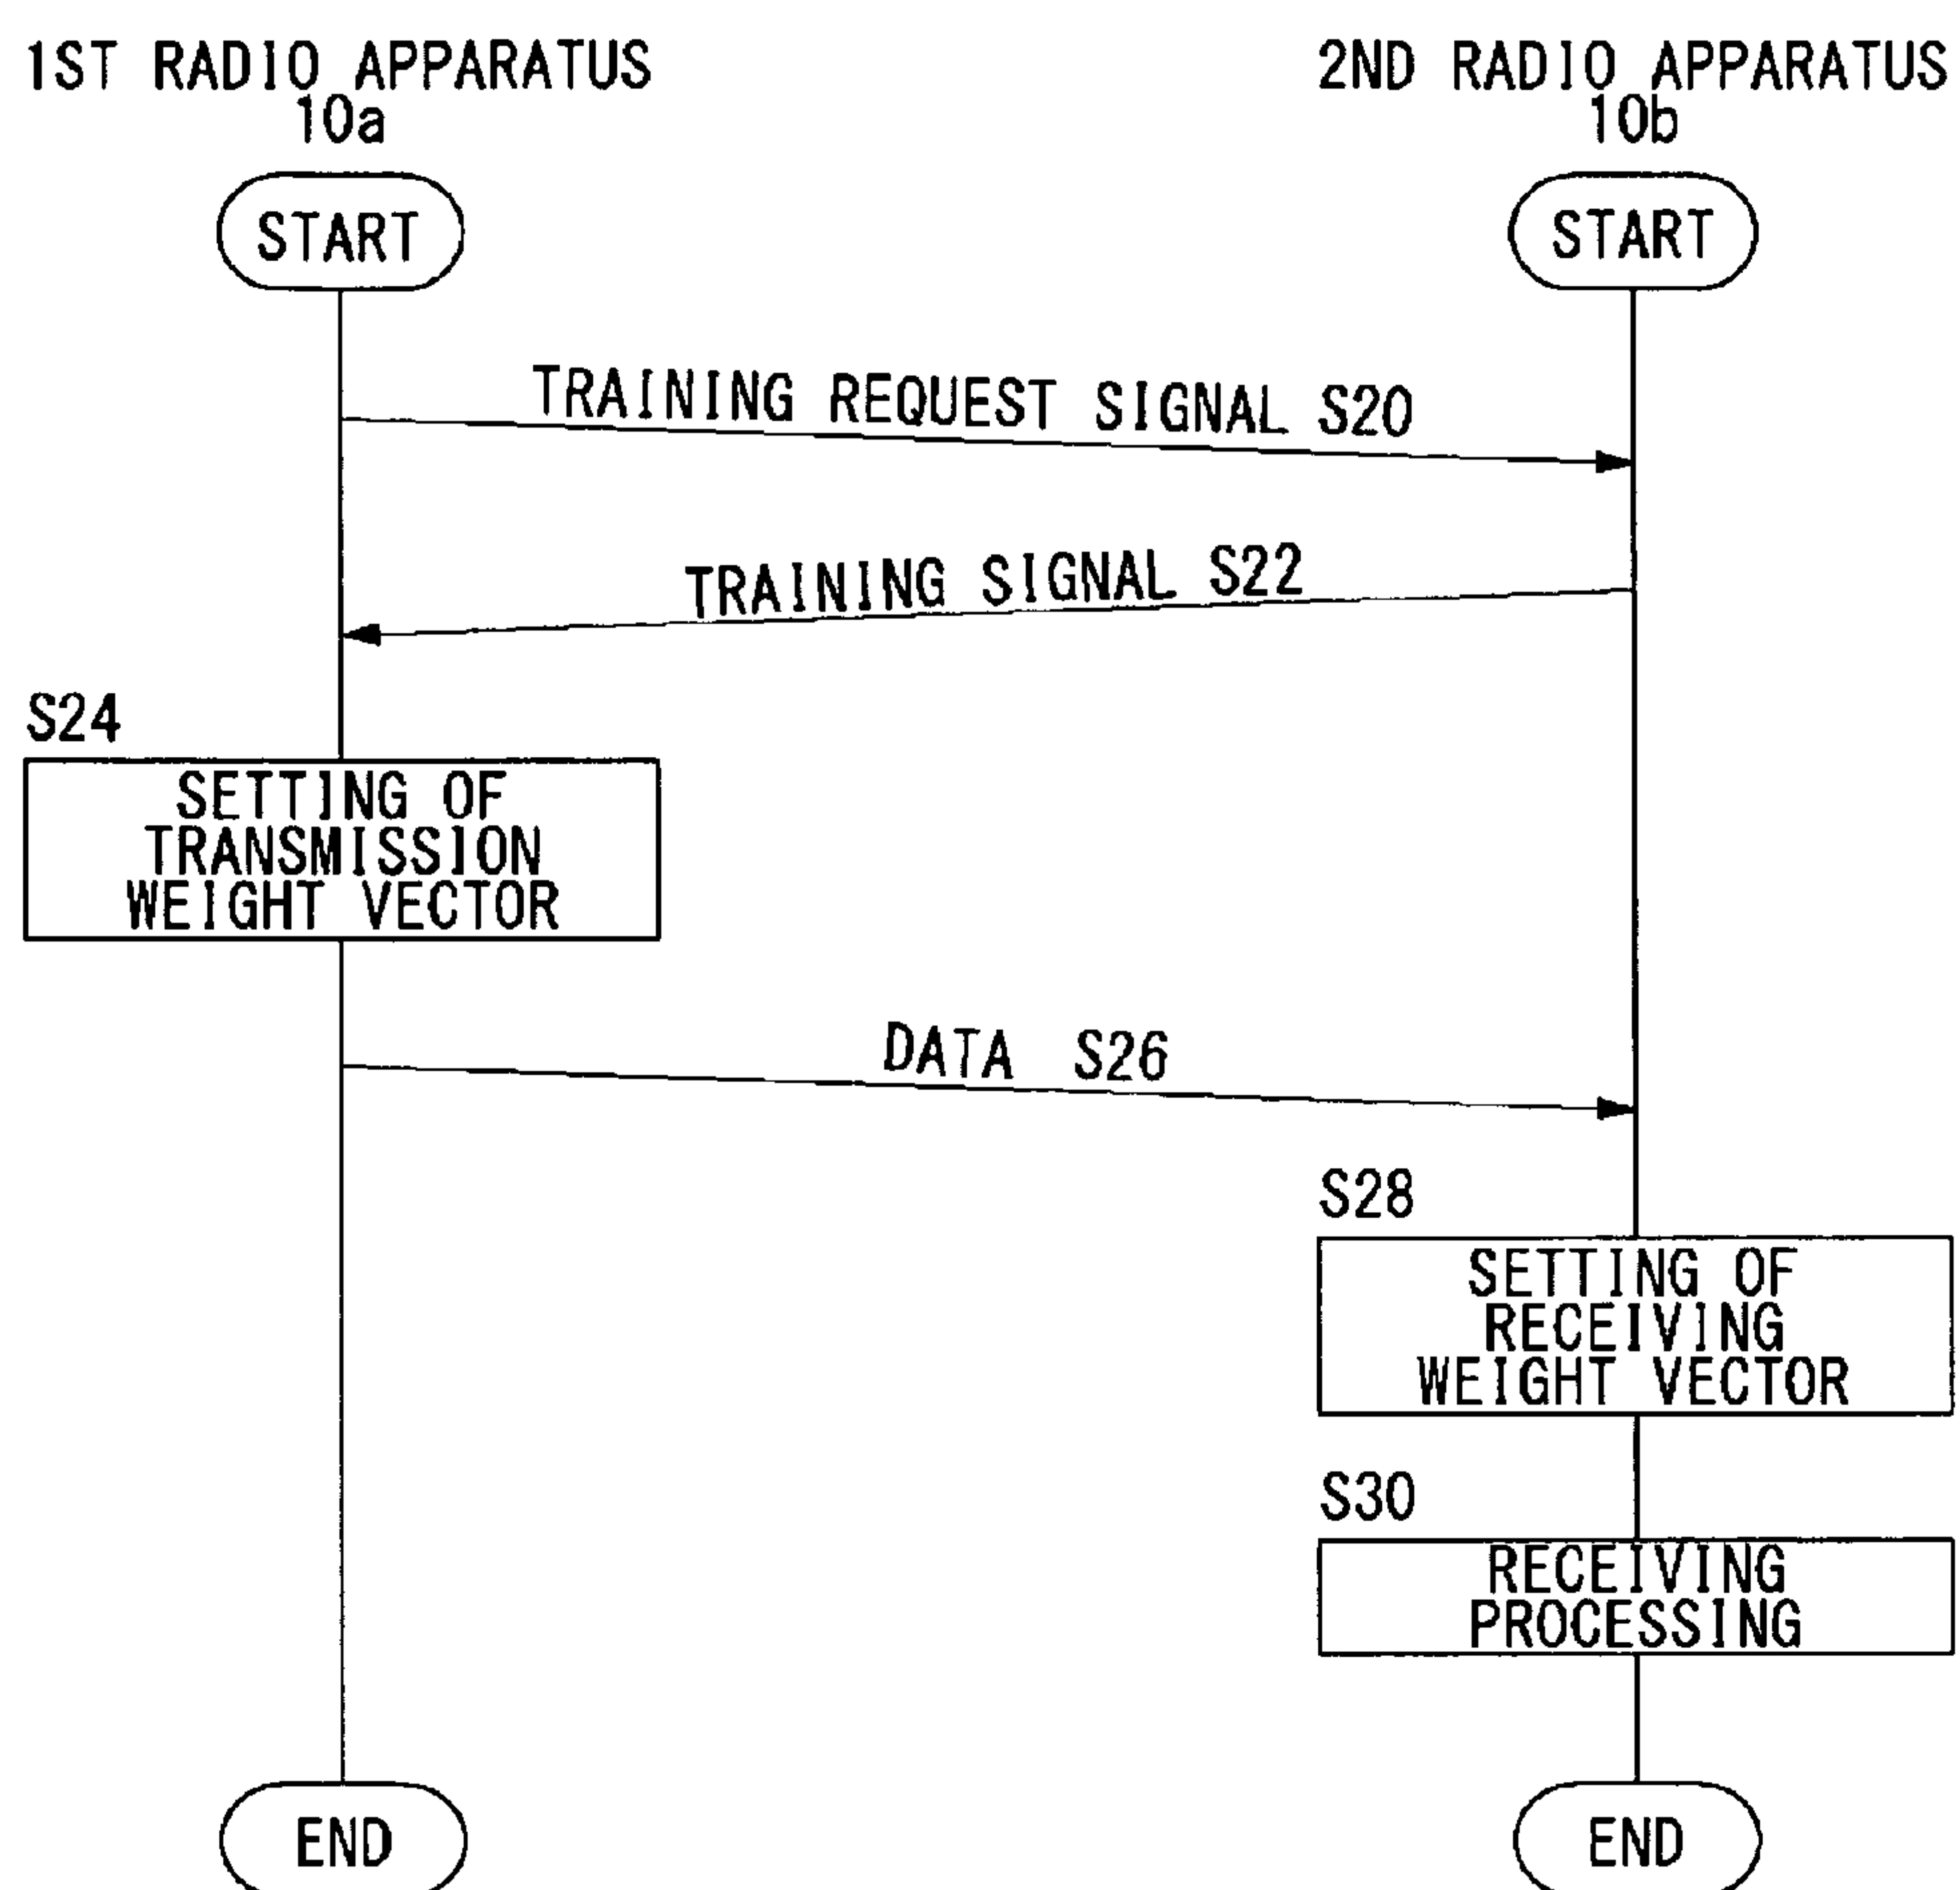 1ST RADIO APPARATUS
10a
2ND RADIO APPARATUS
10b
START
START
TRAINING REQUEST SIGNAL S20
TRAINING SIGNAL S22
S24
SETTING OF
TRANSMISSION
WEIGHT VECTOR
DATA S26
S28
SETTING OF
RECEIVING
WEIGHT VECTOR
S30
RECEIVING
PROCESSING
END
END